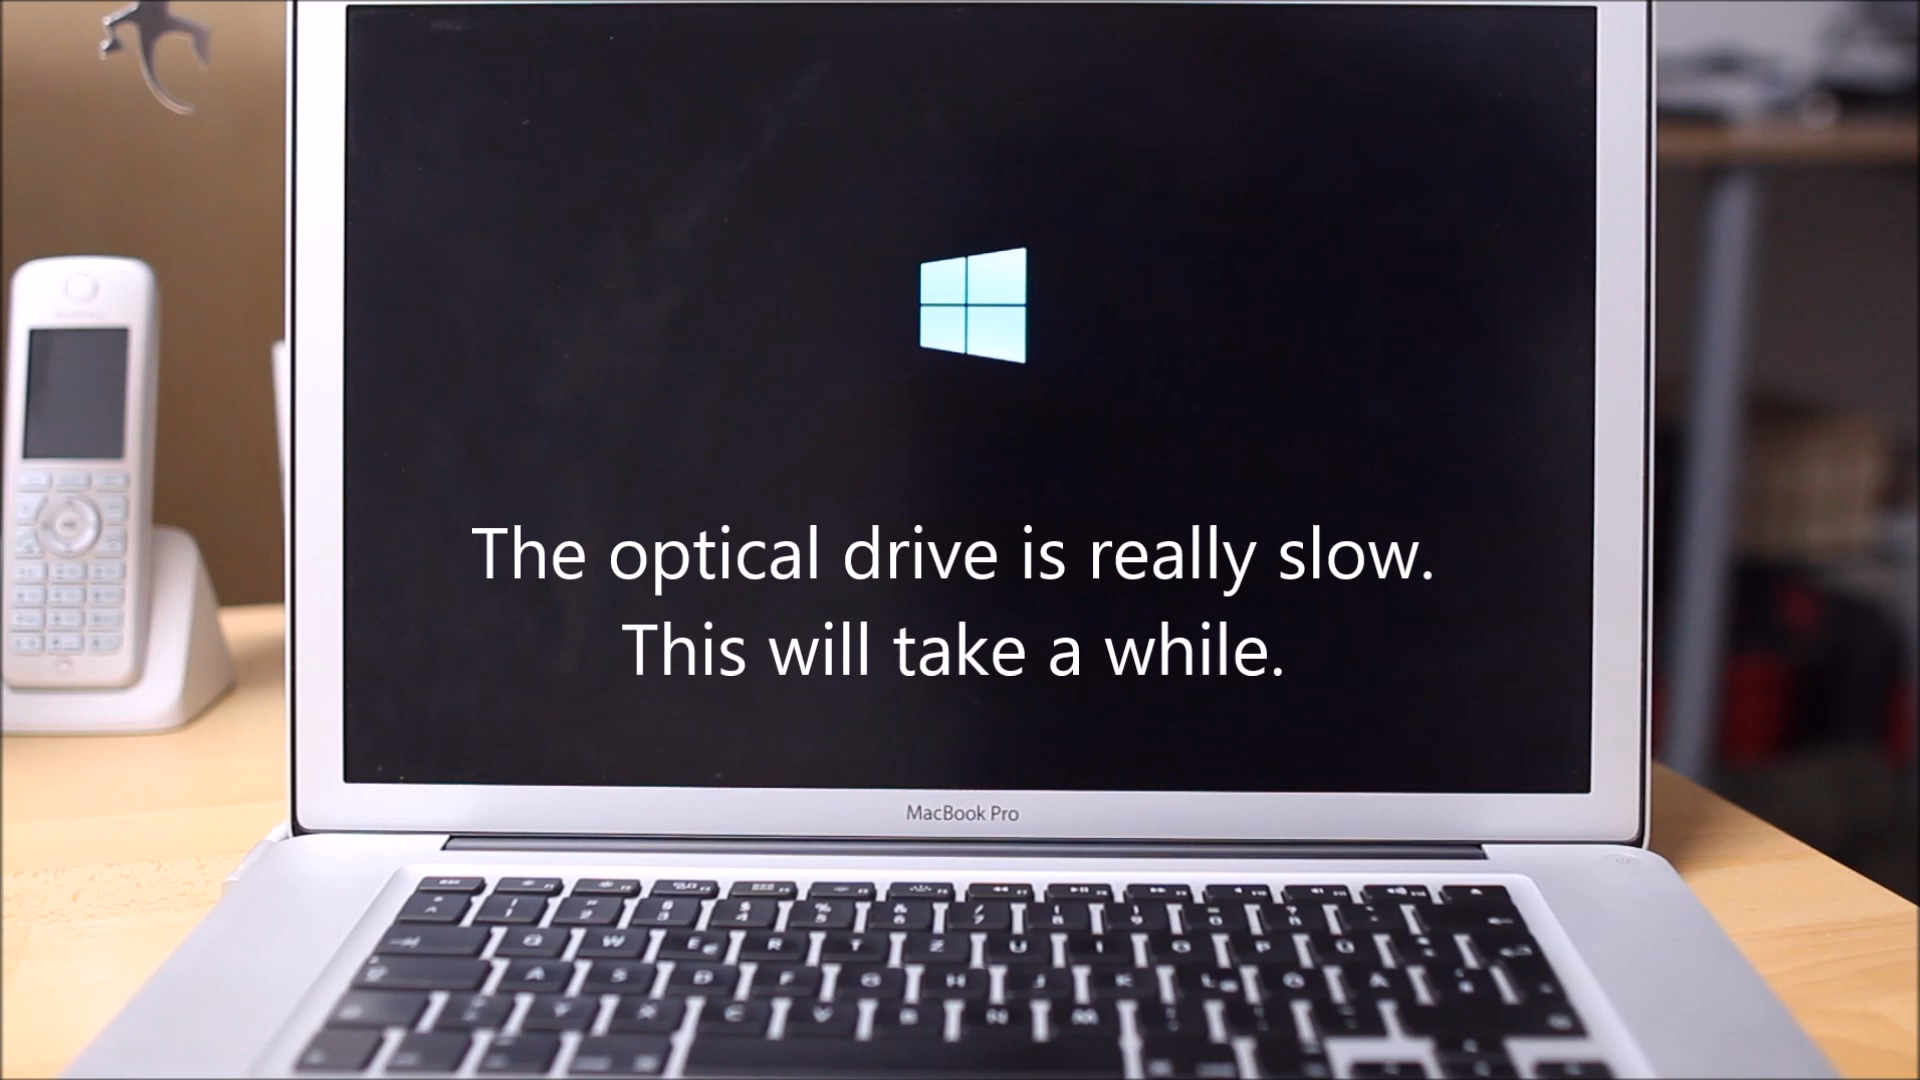 The optical drive is really slow.
This will take a while.
MacBook Pro
Q W E € R T Z U I O P Ü
A S D F G H J K L Ö Ä
Y X C V B N M